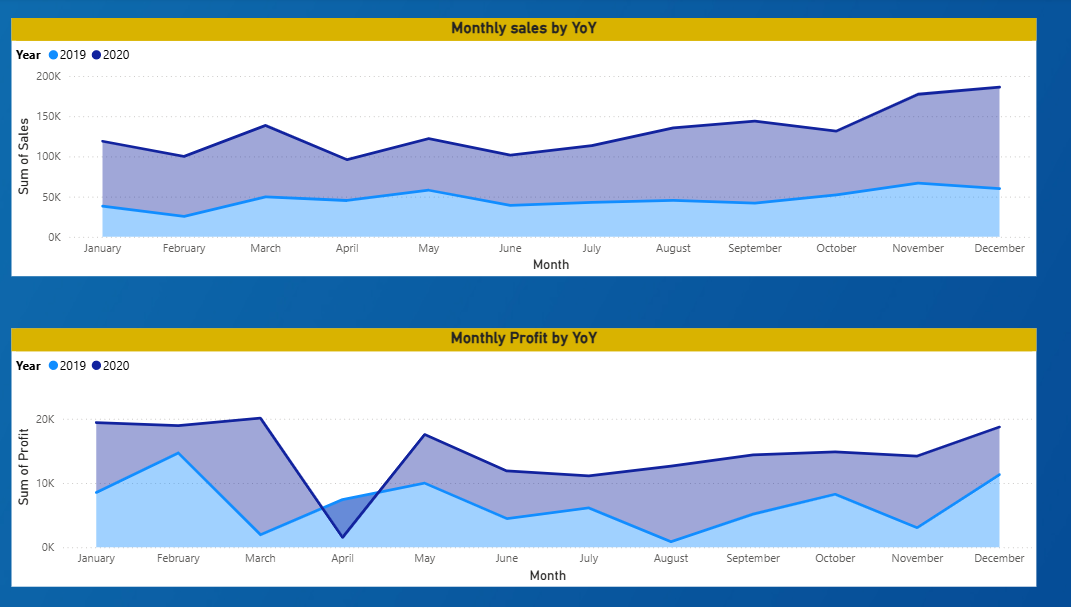 Monthly sales by YoY
Year 2019 2020
200K
150K
100K
50K
0K
Sum of Sales
January February March April May June July August September October November December
Month
Monthly Profit by YoY
Year 2019 2020
20K
10K
0K
Sum of Profit
January February March April May June July August September October November December
Month